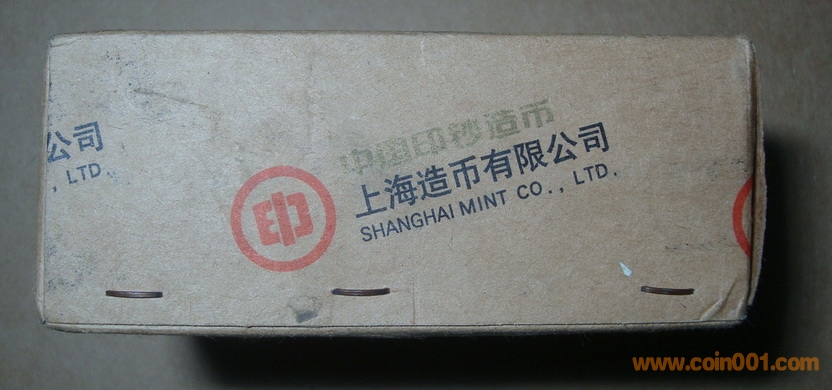 公司
, LTD.
中国印钞造币
上海造币有限公司
SHANGHAI MINT CO., LTD.
印
www.coin001.com